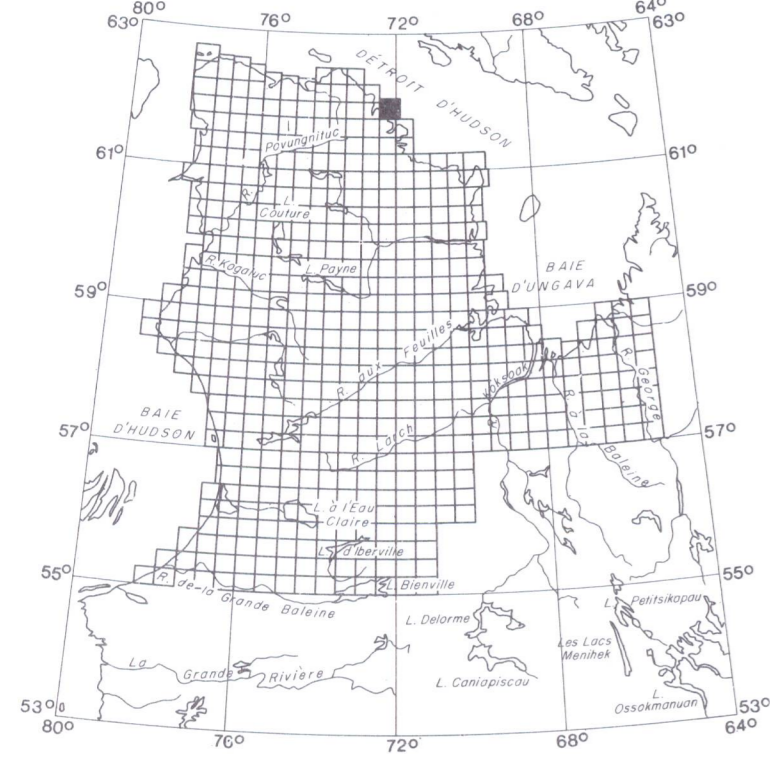 80° 76° 72° 68° 64°
63° 63°
DÉTROIT
D'HUDSON
Povungnituc
61° 61°
R.
L.
Couture
R. Kogaluc
L. Payne
BAIE
D'UNGAVA
59° 59°
R. aux Feuilles
Koksoak
R.
R. à la
Baleine
R. George
BAIE
D'HUDSON
57° 57°
R. Larch
L. à l'Eau
Claire
L. d'Iberville
55° 55°
R. de-la Grande Baleine
L. Bienville
L. Delorme
L. Petitsikapau
Les Lacs
Menihek
La Grande Rivière
L. Caniapiscau
L.
Ossokmanuan
53° 53°
80° 76° 72° 68° 64°